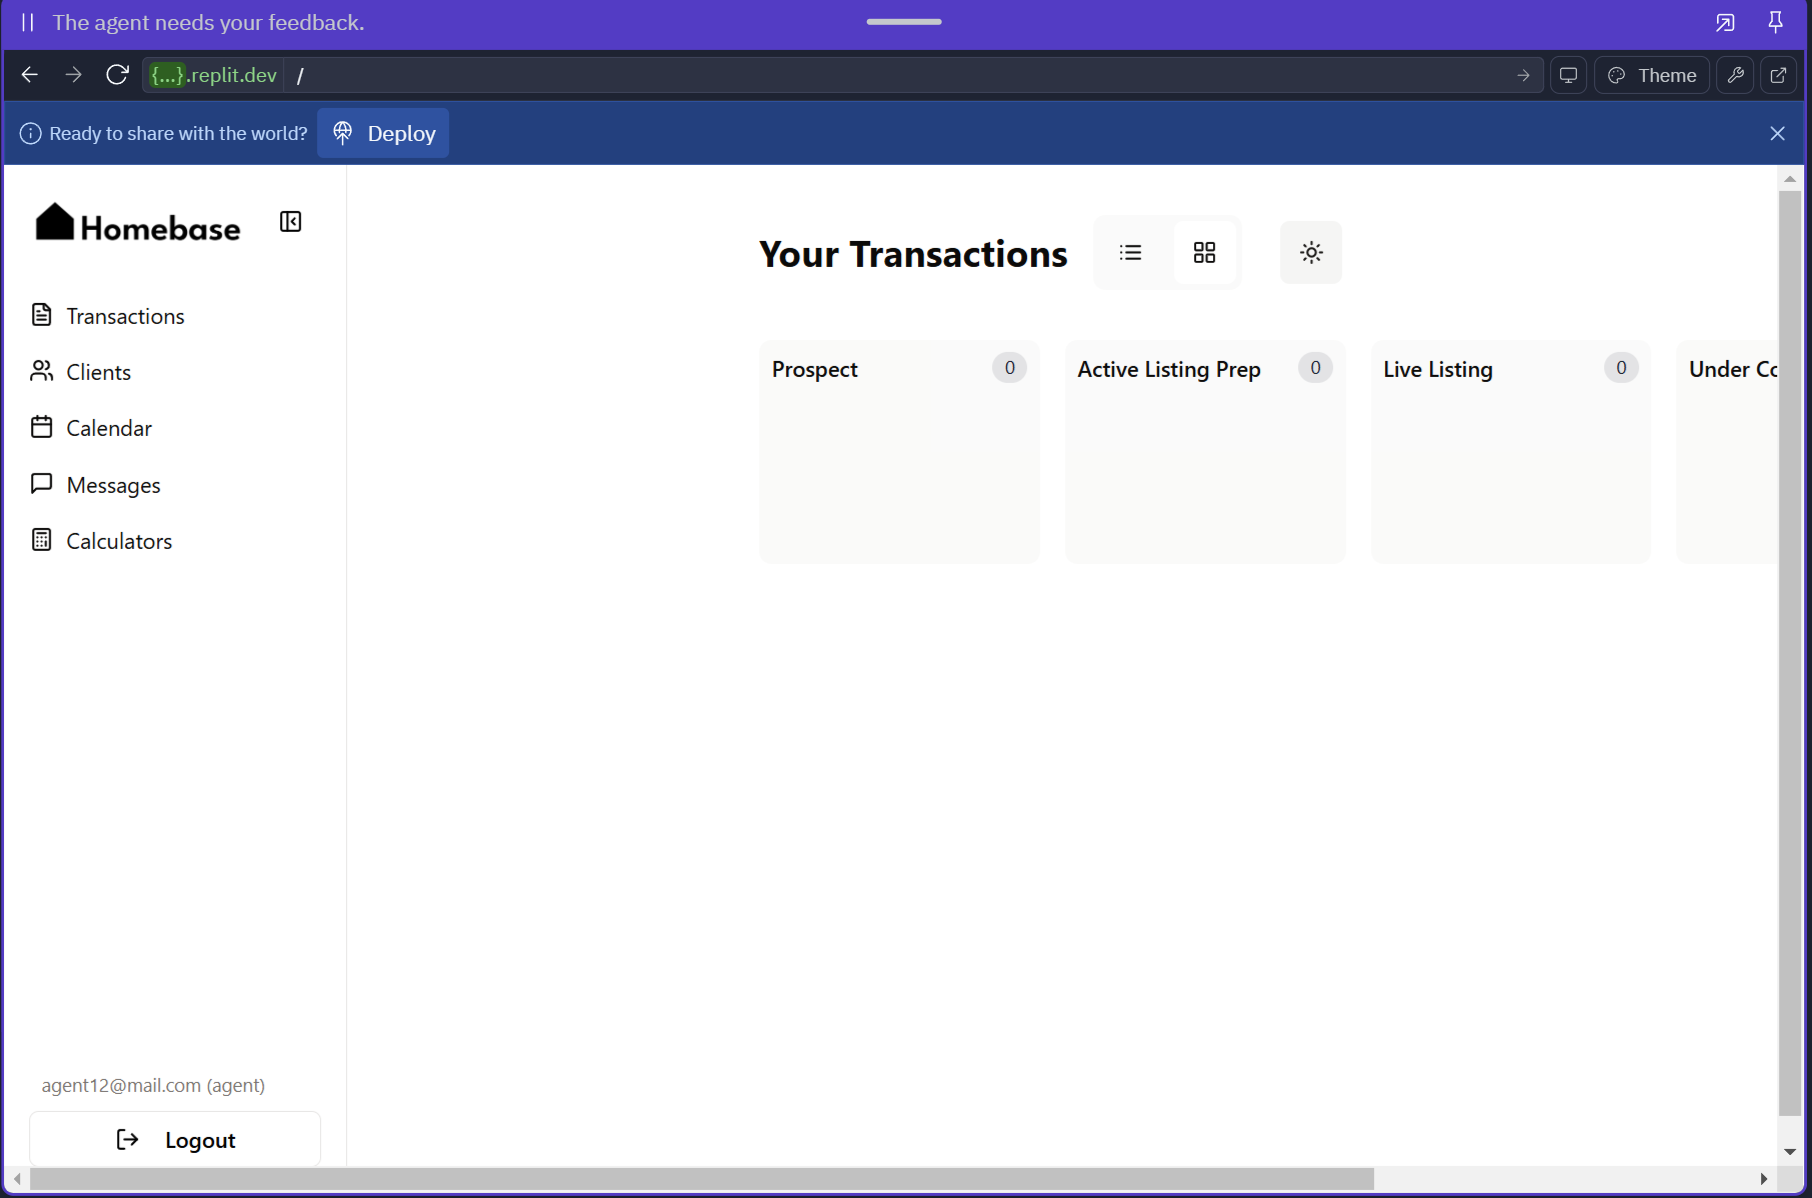 The agent needs your feedback.
{...}.replit.dev /
Theme
Ready to share with the world?
Deploy
Homebase
Your Transactions
Transactions
Clients
Calendar
Messages
Calculators
Prospect 0
Active Listing Prep 0
Live Listing 0
Under Co
agent12@mail.com (agent)
Logout